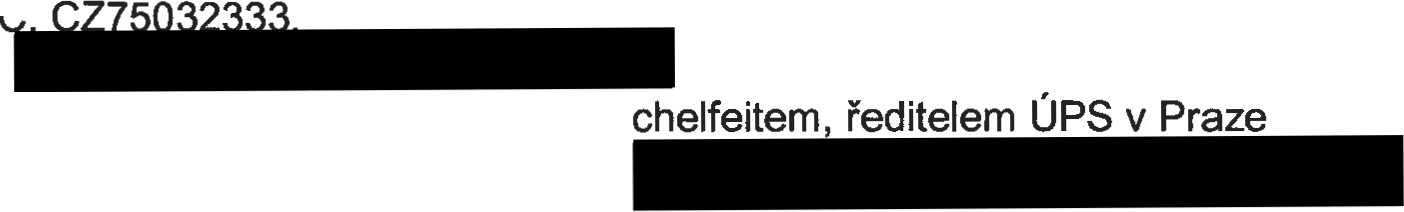 CZ75032333.
chelfeitem, ředitelem ÚPS v Praze